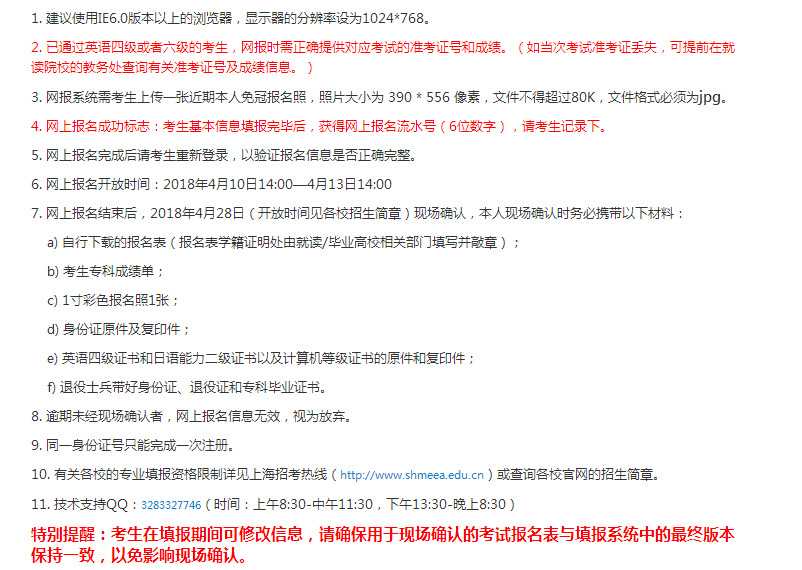 1. 建议使用IE6.0版本以上的浏览器，显示器的分辨率设为1024*768。
2. 已通过英语四级或者六级的考生，网报时需正确提供对应考试的准考证号和成绩。（如当次考试准考证丢失，可提前在就
读院校的教务处查询有关准考证号及成绩信息。）
3. 网报系统需考生上传一张近期本人免冠报名照，照片大小为 390 * 556 像素，文件不得超过80K，文件格式必须为jpg。
4. 网上报名成功标志：考生基本信息填报完毕后，获得网上报名流水号（6位数字），请考生记录下。
5. 网上报名完成后请考生重新登录，以验证报名信息是否正确完整。
6. 网上报名开放时间：2018年4月10日14:00—4月13日14:00
7. 网上报名结束后，2018年4月28日（开放时间见各校招生简章）现场确认，本人现场确认时务必携带以下材料：
a) 自行下载的报名表（报名表学籍证明处由就读/毕业高校相关部门填写并敲章）；
b) 考生专科成绩单；
c) 1寸彩色报名照1张；
d) 身份证原件及复印件；
e) 英语四级证书和日语能力二级证书以及计算机等级证书的原件和复印件；
f) 退役士兵带好身份证、退役证和专科毕业证书。
8. 逾期未经现场确认者，网上报名信息无效，视为放弃。
9. 同一身份证号只能完成一次注册。
10. 有关各校的专业填报资格限制详见上海招考热线（http://www.shmeea.edu.cn）或查询各校官网的招生简章。
11. 技术支持QQ：3283327746（时间：上午8:30-中午11:30，下午13:30-晚上8:30）
特别提醒：考生在填报期间可修改信息，请确保用于现场确认的考试报名表与填报系统中的最终版本
保持一致，以免影响现场确认。